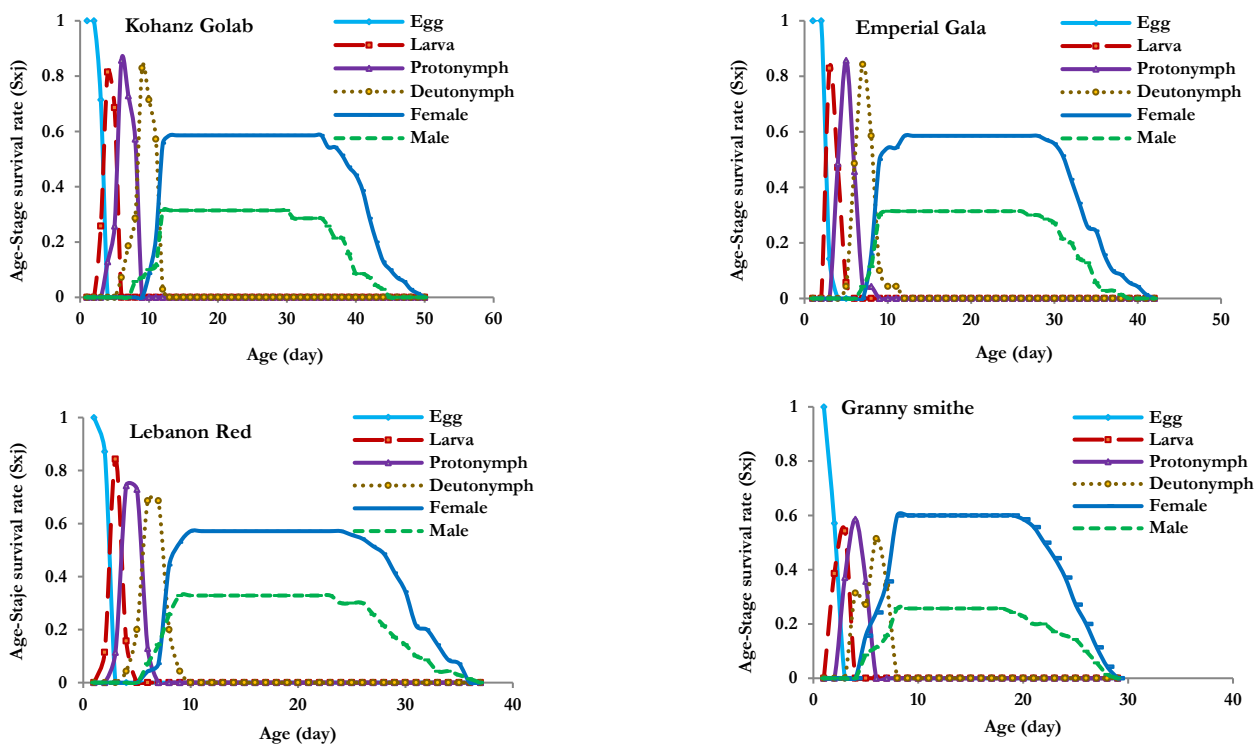 Kohanz Golab
Age-Stage survival rate (Sxj)
1
0.8
0.6
0.4
0.2
0
0 10 20 30 40 50 60
Age (day)
Egg
Larva
Protonymph
Deutonymph
Female
Male
Emperial Gala
Age-Stage survival rate (Sxj)
1
0.8
0.6
0.4
0.2
0
0 10 20 30 40 50
Age (day)
Egg
Larva
Protonymph
Deutonymph
Female
Male
Lebanon Red
Age-Staje survival rate (Sxj)
1
0.8
0.6
0.4
0.2
0
0 10 20 30 40
Age (day)
Egg
Larva
Protonymph
Deutonymph
Female
Male
Granny smithe
Age-Stage survival rate (Sxj)
1
0.8
0.6
0.4
0.2
0
0 10 20 30
Age (day)
Egg
Larva
Protonymph
Deutonymph
Female
Male